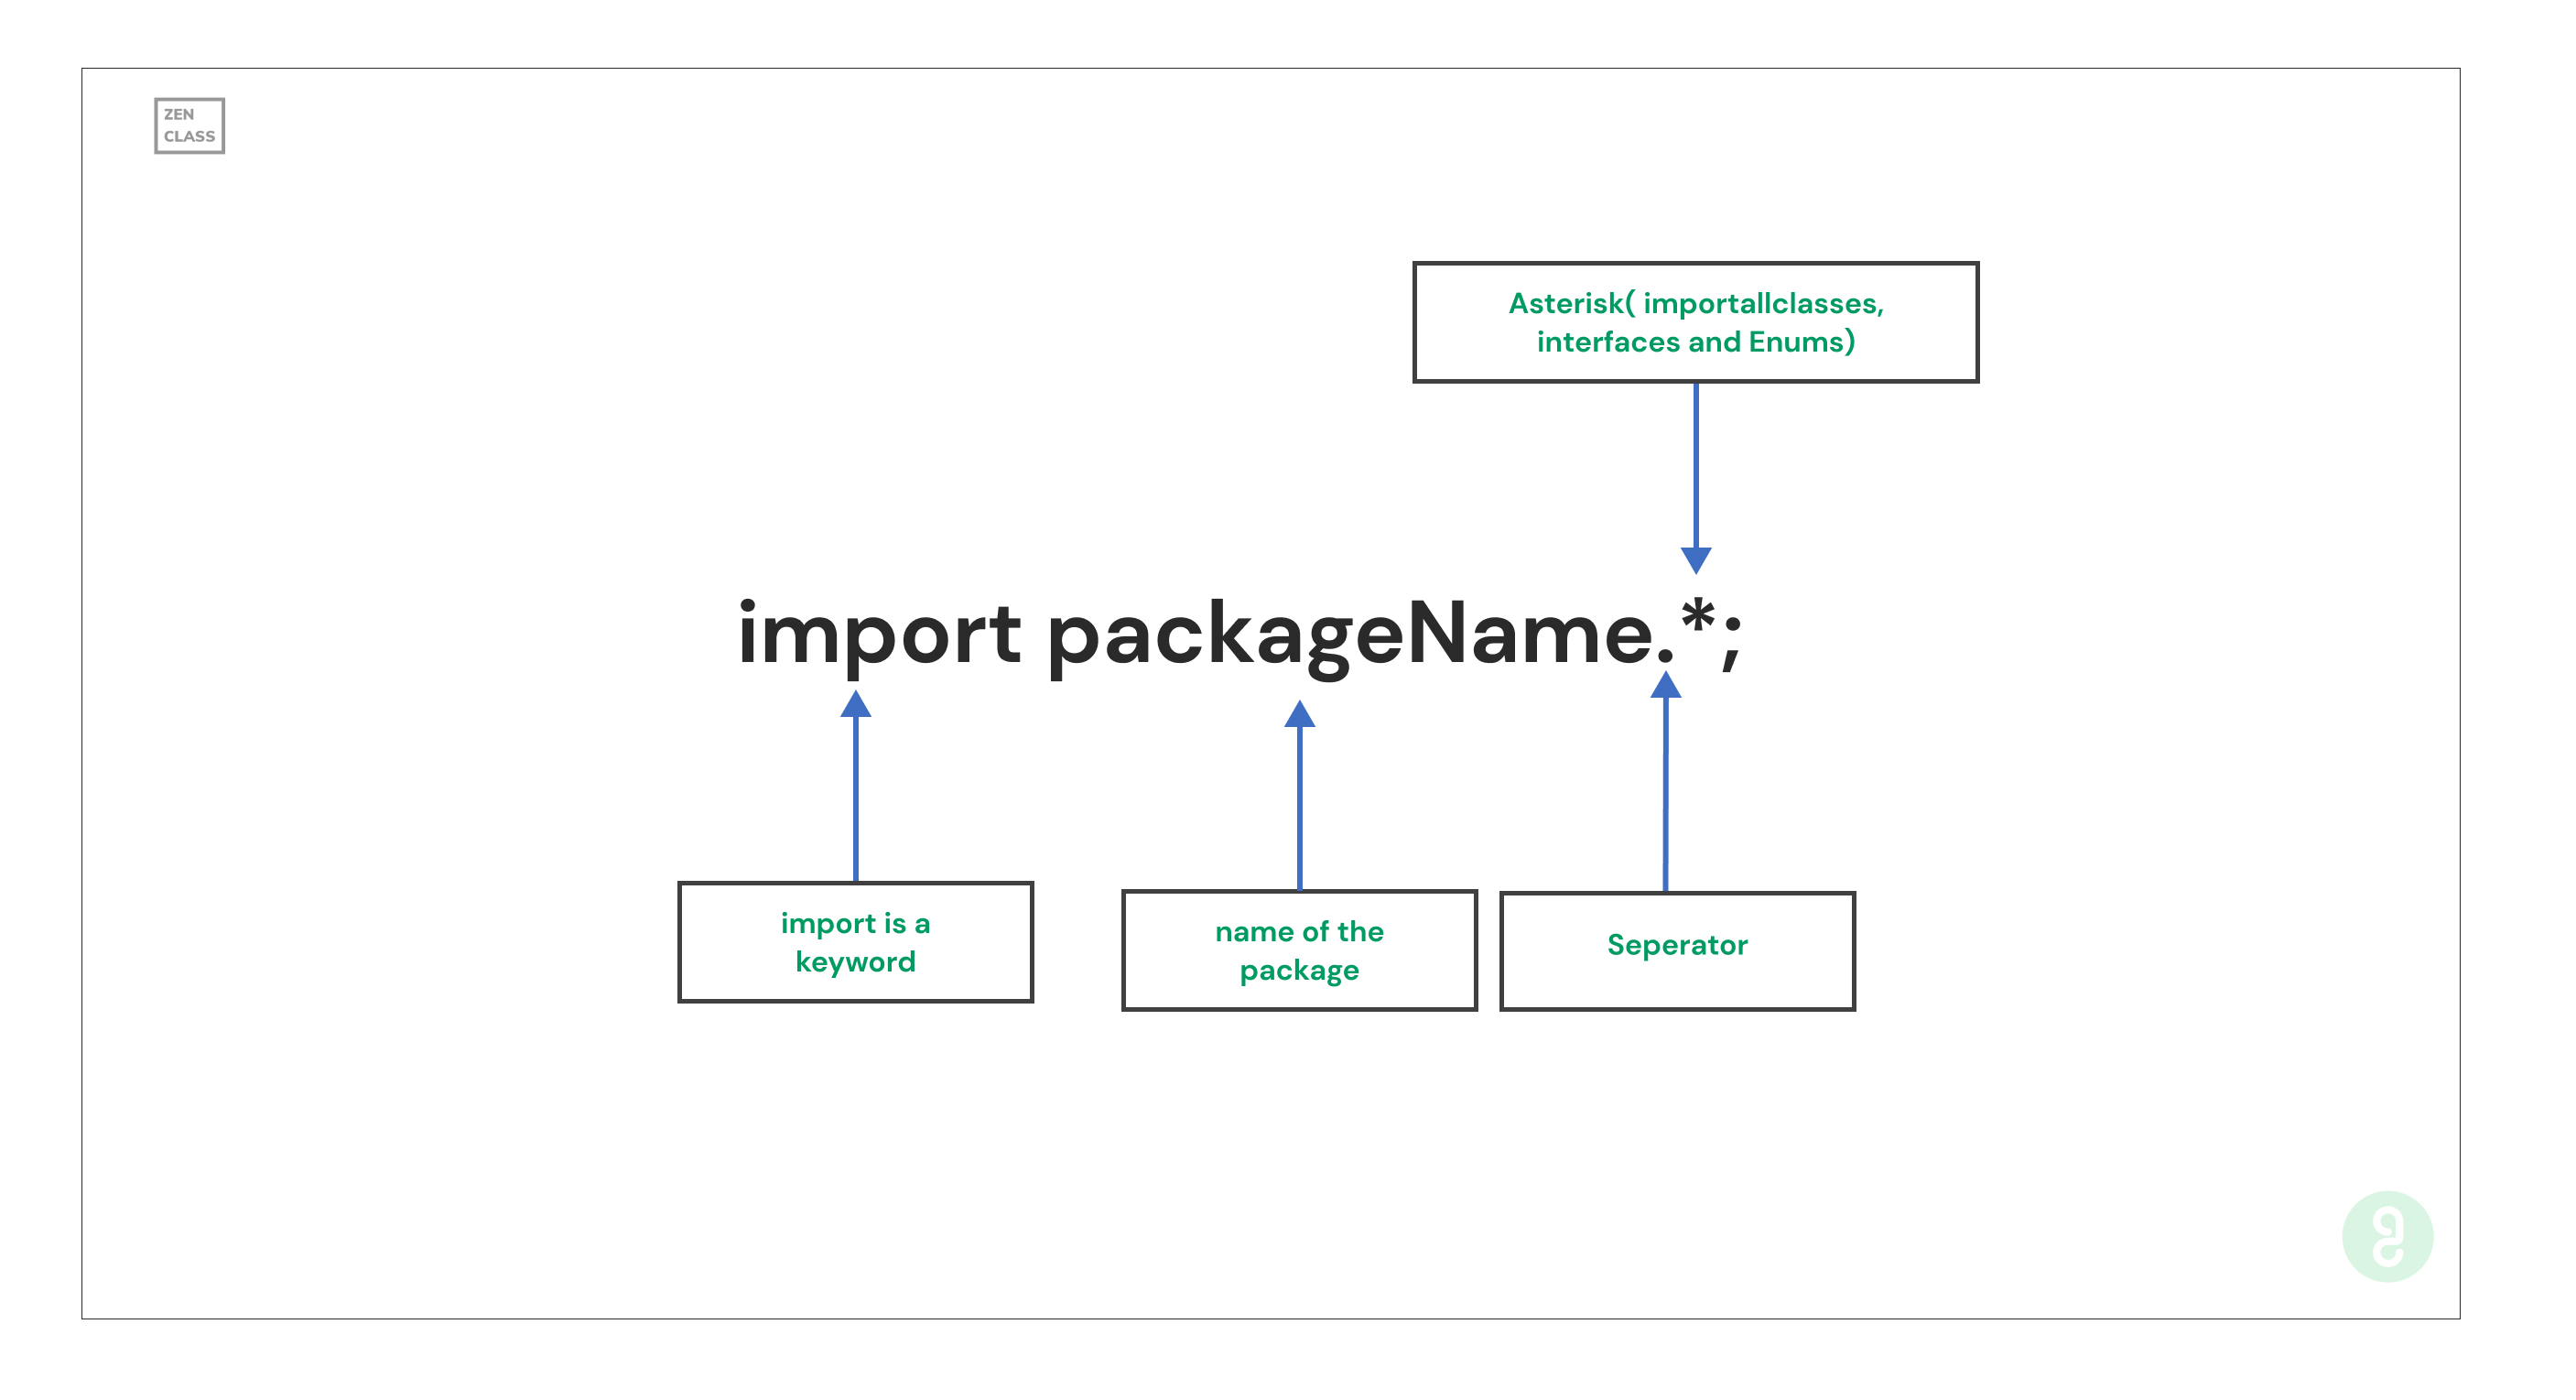 ZEN
CLASS
Asterisk( importallclasses,
interfaces and Enums)
import packageName.*;
import is a
keyword
name of the
package
Seperator